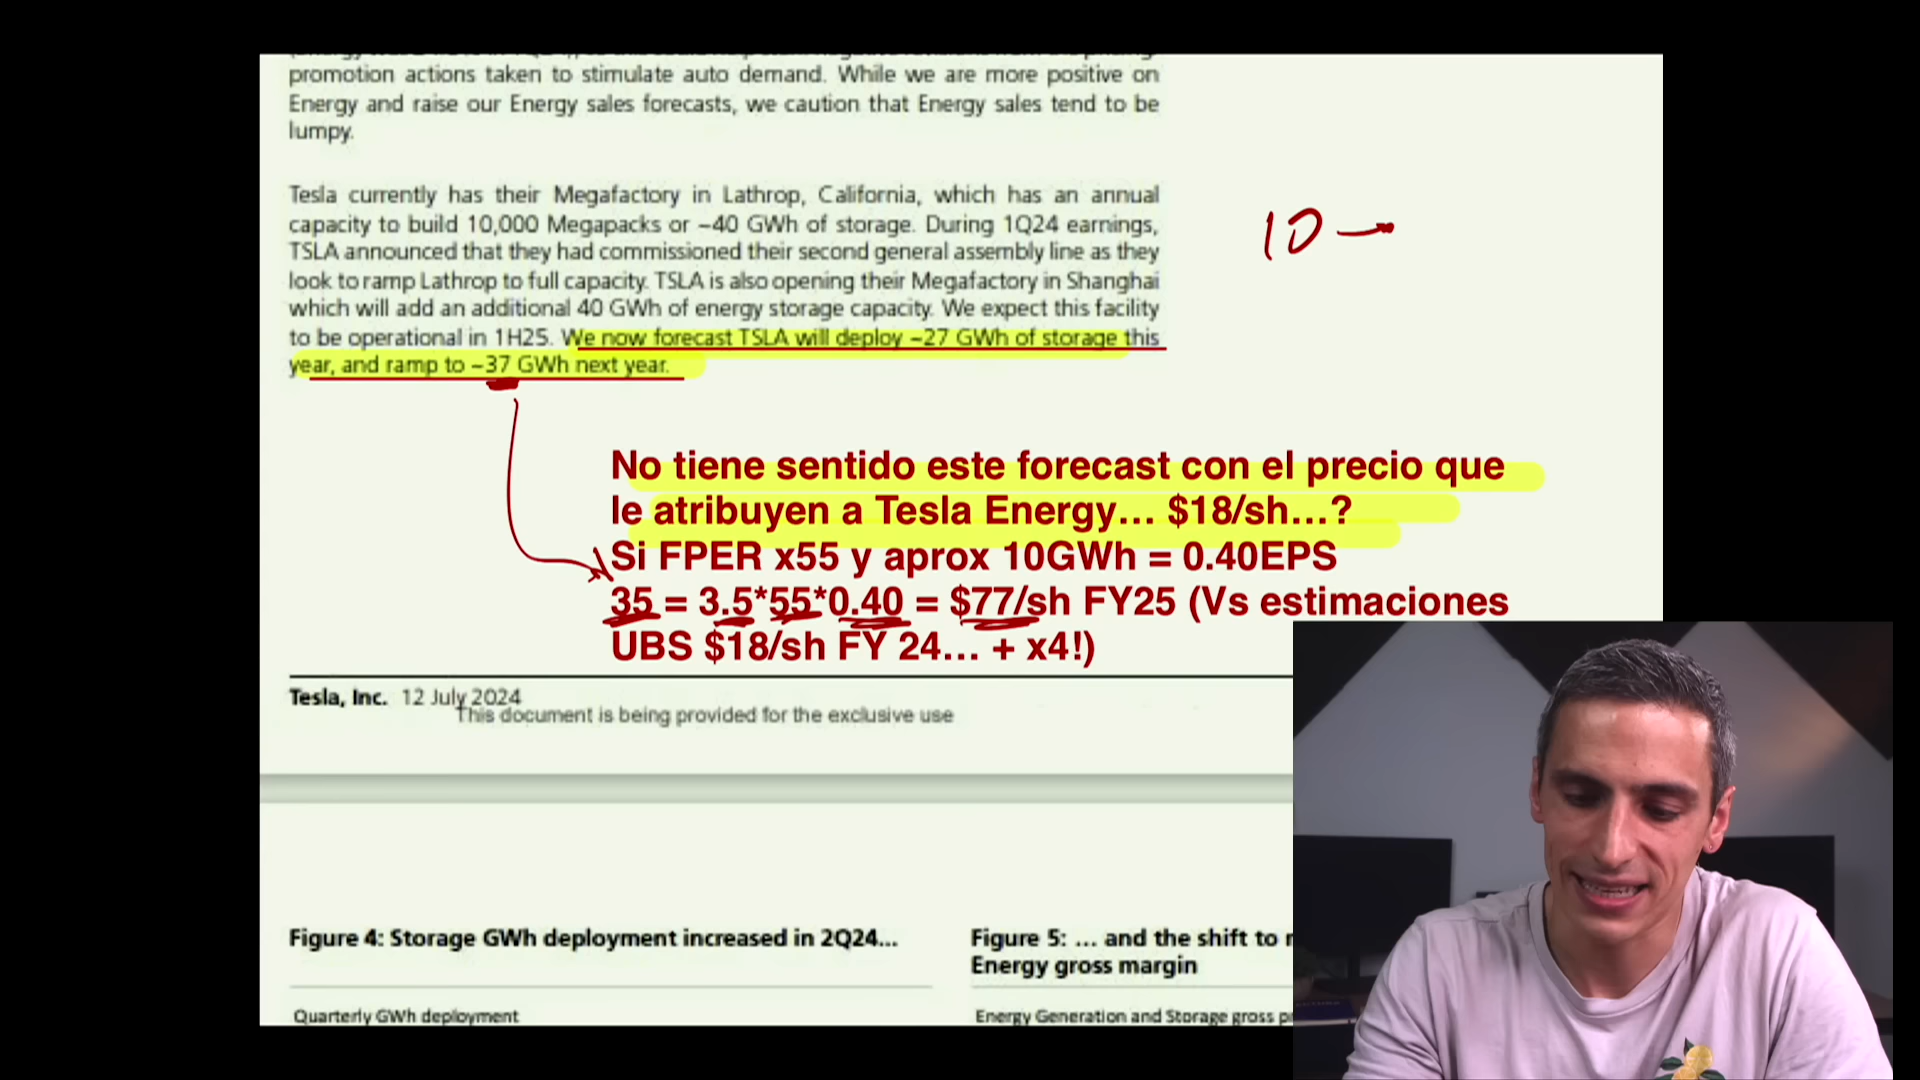 promotion actions taken to stimulate auto demand. While we are more positive on
Energy and raise our Energy sales forecasts, we caution that Energy sales tend to be
lumpy.
Tesla currently has their Megafactory in Lathrop, California, which has an annual
capacity to build 10,000 Megapacks or ~40 GWh of storage. During 1Q24 earnings,
TSLA announced that they had commissioned their second general assembly line as they
look to ramp Lathrop to full capacity. TSLA is also opening their Megafactory in Shanghai
which will add an additional 40 GWh of energy storage capacity. We expect this facility
to be operational in 1H25. We now forecast TSLA will deploy ~27 GWh of storage this
year, and ramp to ~37 GWh next year.
10 -
No tiene sentido este forecast con el precio que
le atribuyen a Tesla Energy... $18/sh...?
Si FPER x55 y aprox 10GWh = 0.40EPS
35 = 3.5*55*0.40 = $77/sh FY25 (Vs estimaciones
UBS $18/sh FY 24... + x4!)
Tesla, Inc. 12 July 2024
This document is being provided for the exclusive use
Figure 4: Storage GWh deployment increased in 2Q24...
Quarterly GWh deployment
Figure 5: ... and the shift to
Energy gross margin
Energy Generation and Storage gross